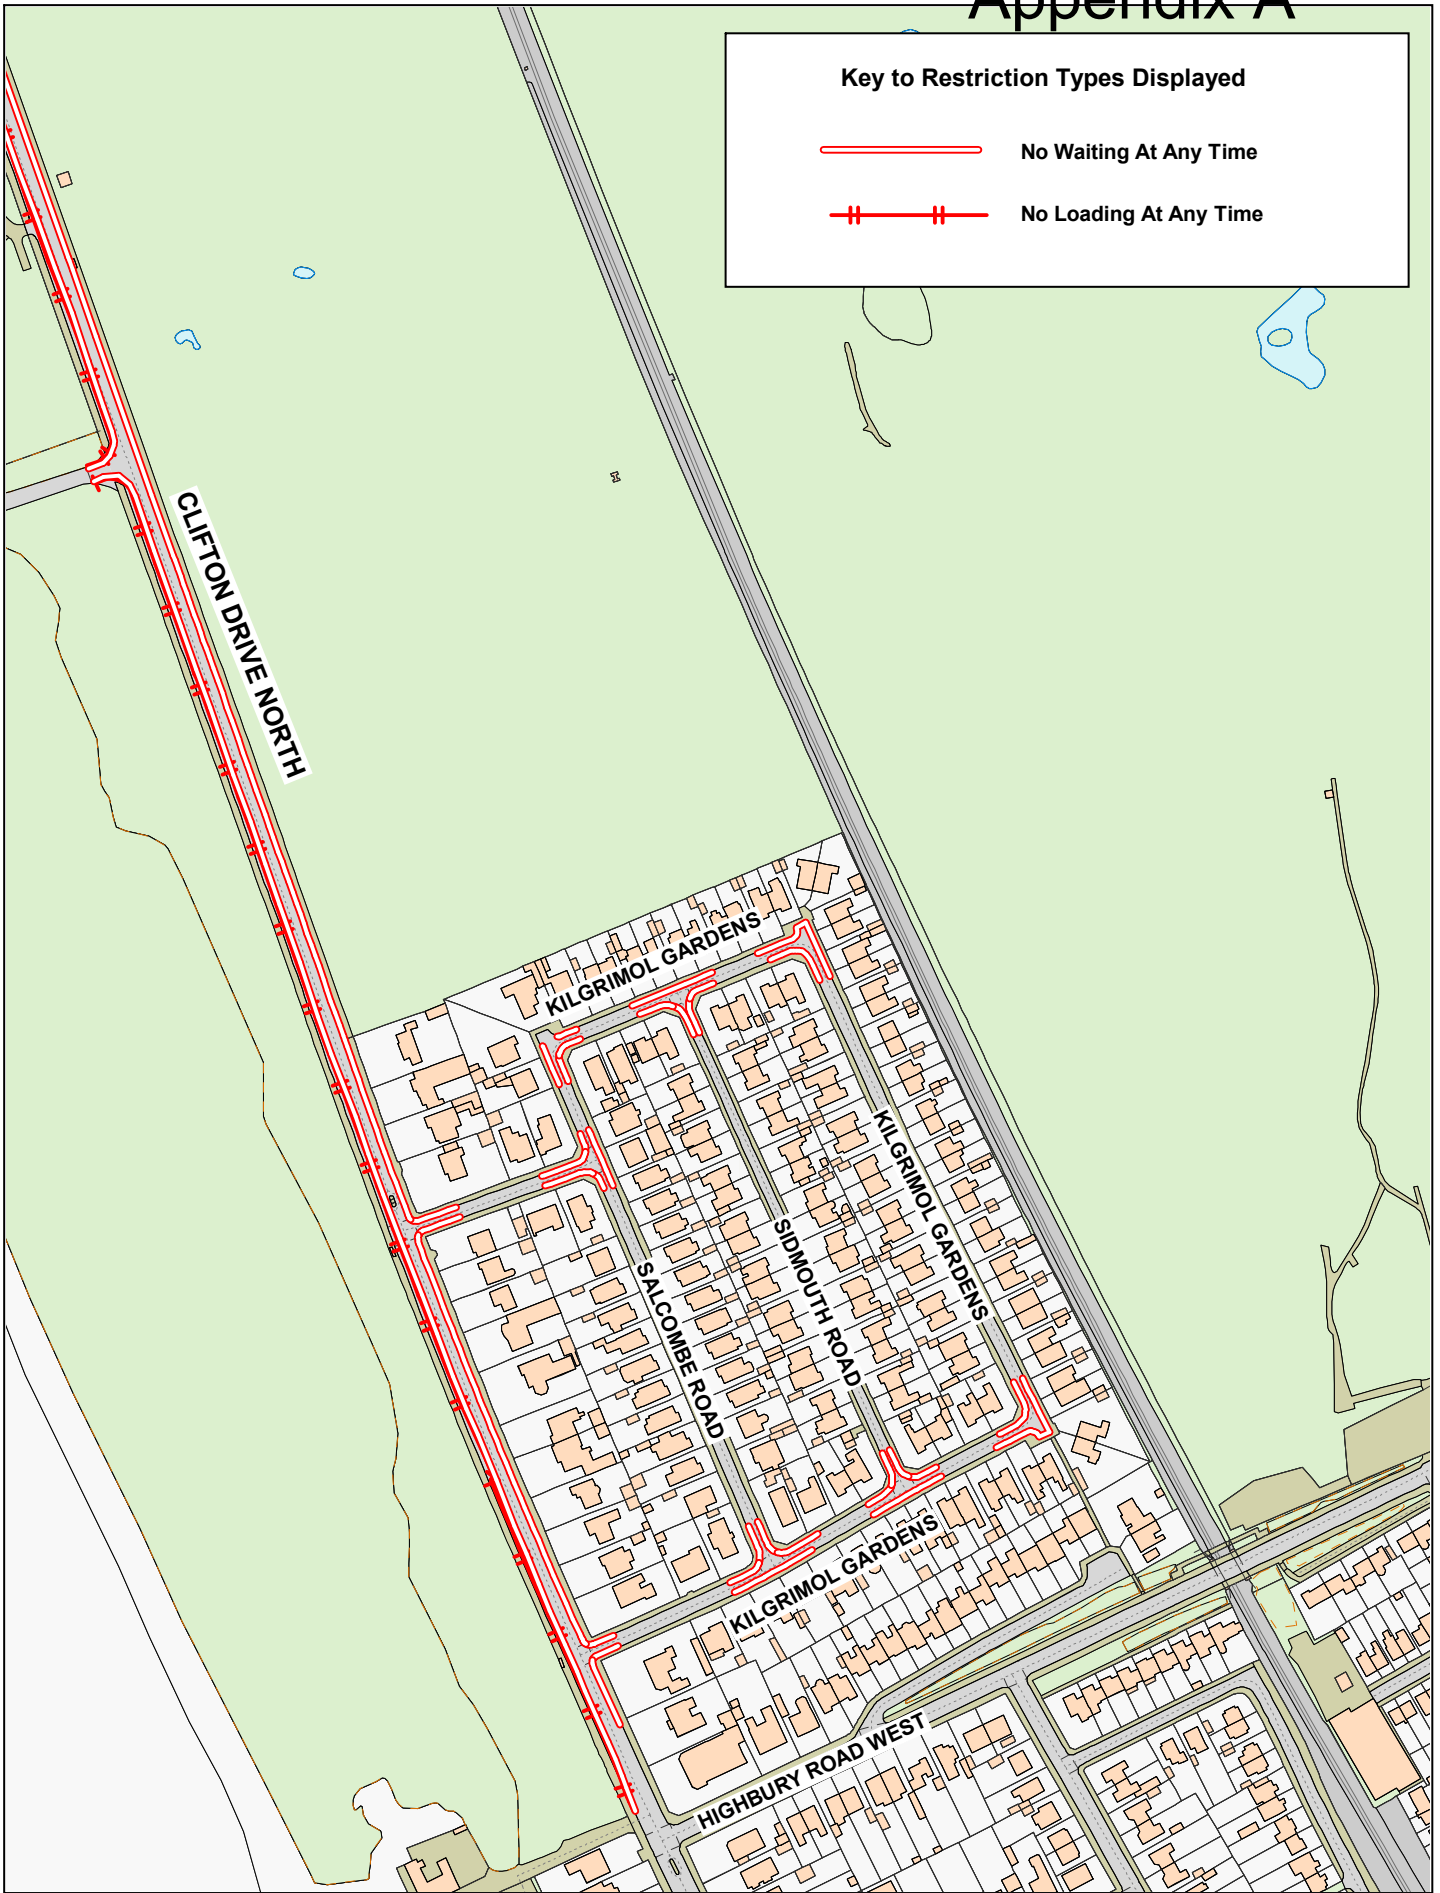 Appendix A
Key to Restriction Types Displayed
No Waiting At Any Time
No Loading At Any Time
CLIFTON DRIVE NORTH
KILGRIMOL GARDENS
KILGRIMOL GARDENS
SIDMOUTH ROAD
SALCOMBE ROAD
KILGRIMOL GARDENS
HIGHBURY ROAD WEST